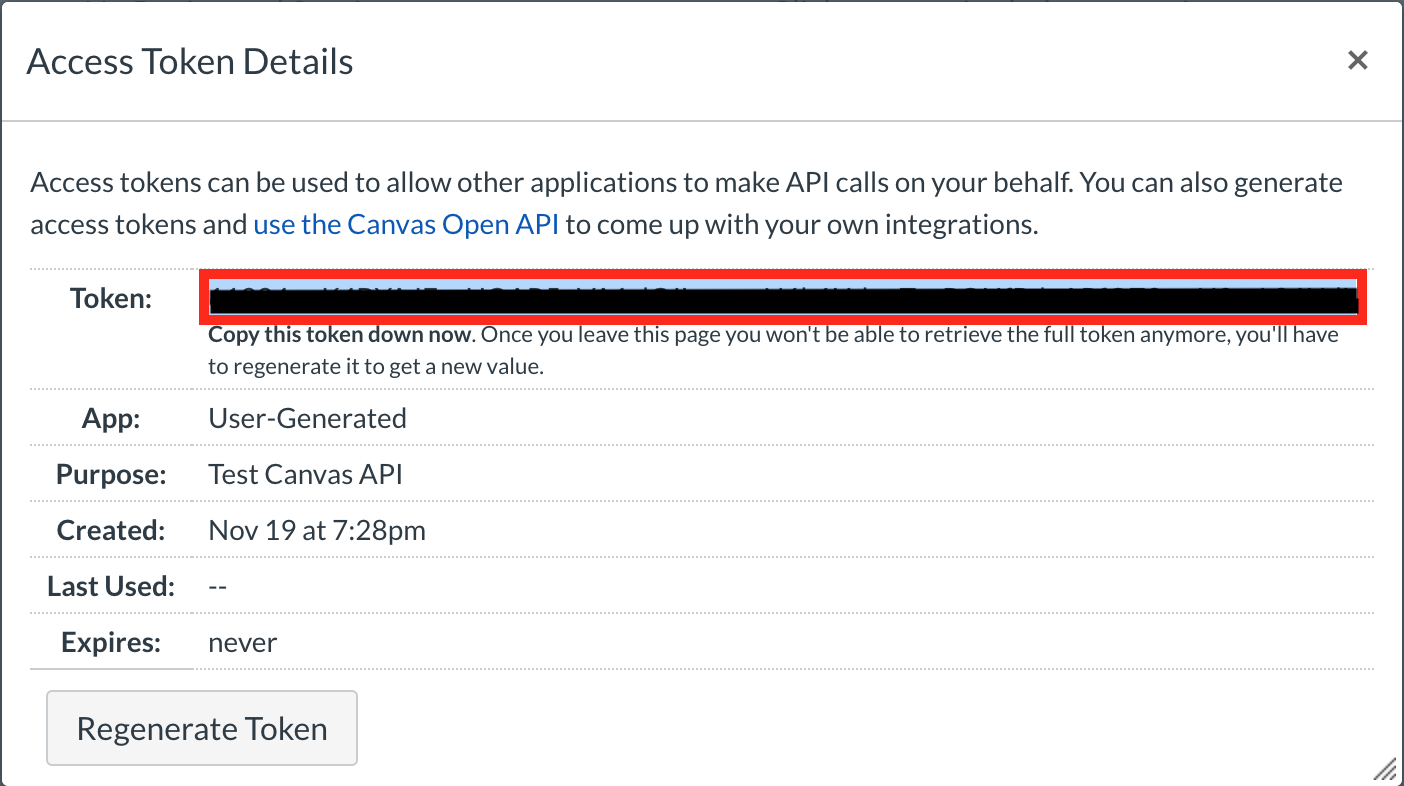 Access Token Details
Access tokens can be used to allow other applications to make API calls on your behalf. You can also generate
access tokens and use the Canvas Open API to come up with your own integrations.
Token:
Copy this token down now. Once you leave this page you won't be able to retrieve the full token anymore, you'll have
to regenerate it to get a new value.
App: User-Generated
Purpose: Test Canvas API
Created: Nov 19 at 7:28pm
Last Used: --
Expires: never
Regenerate Token